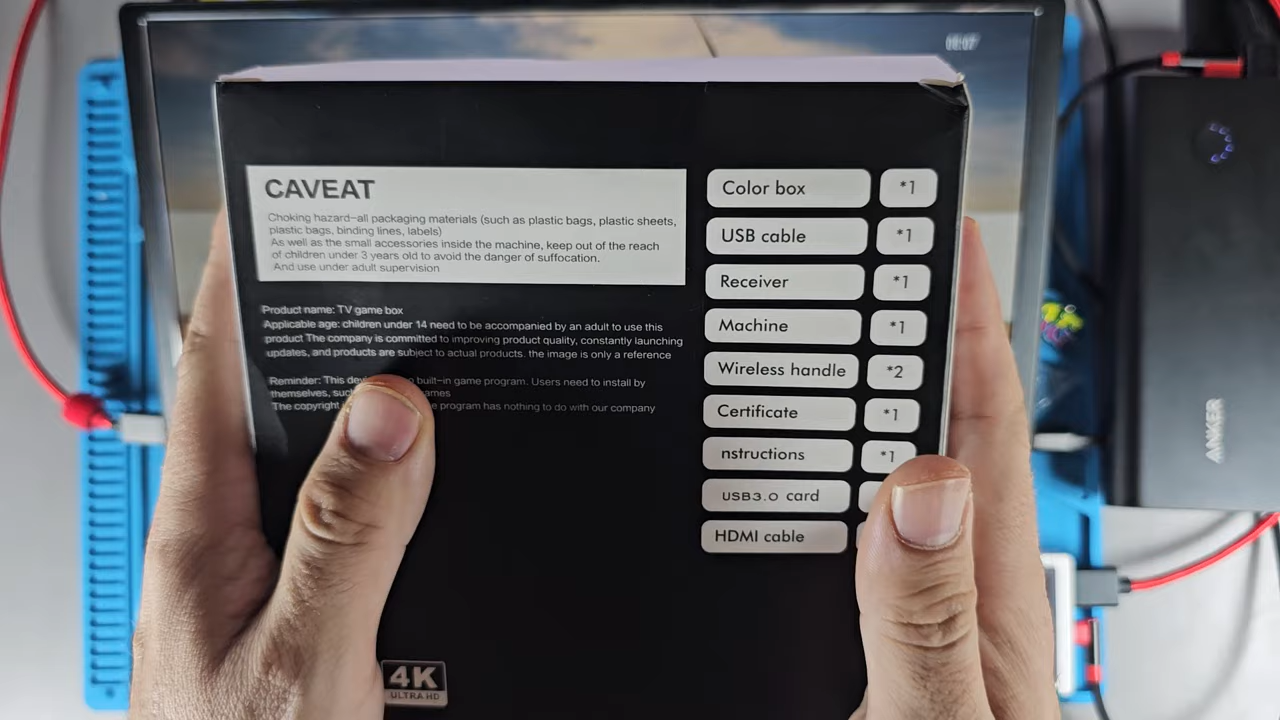 CAVEAT
Choking hazard-all packaging materials (such as plastic bags, plastic sheets,
plastic bags, binding lines, labels)
As well as the small accessories inside the machine, keep out of the reach
of children under 3 years old to avoid the danger of suffocation.
And use under adult supervision
Product name: TV game box
Applicable age: children under 14 need to be accompanied by an adult to use this
product The company is committed to improving product quality, constantly launching
updates, and products are subject to actual products. the image is only a reference
Reminder: This built-in game program. Users need to install by
themselves,
The copyright program has nothing to do with our company
4K
ULTRA HD
Color box *1
USB cable *1
Receiver *1
Machine *1
Wireless handle *2
Certificate *1
nstructions *1
USB3.0 card
HDMI cable
ANKER